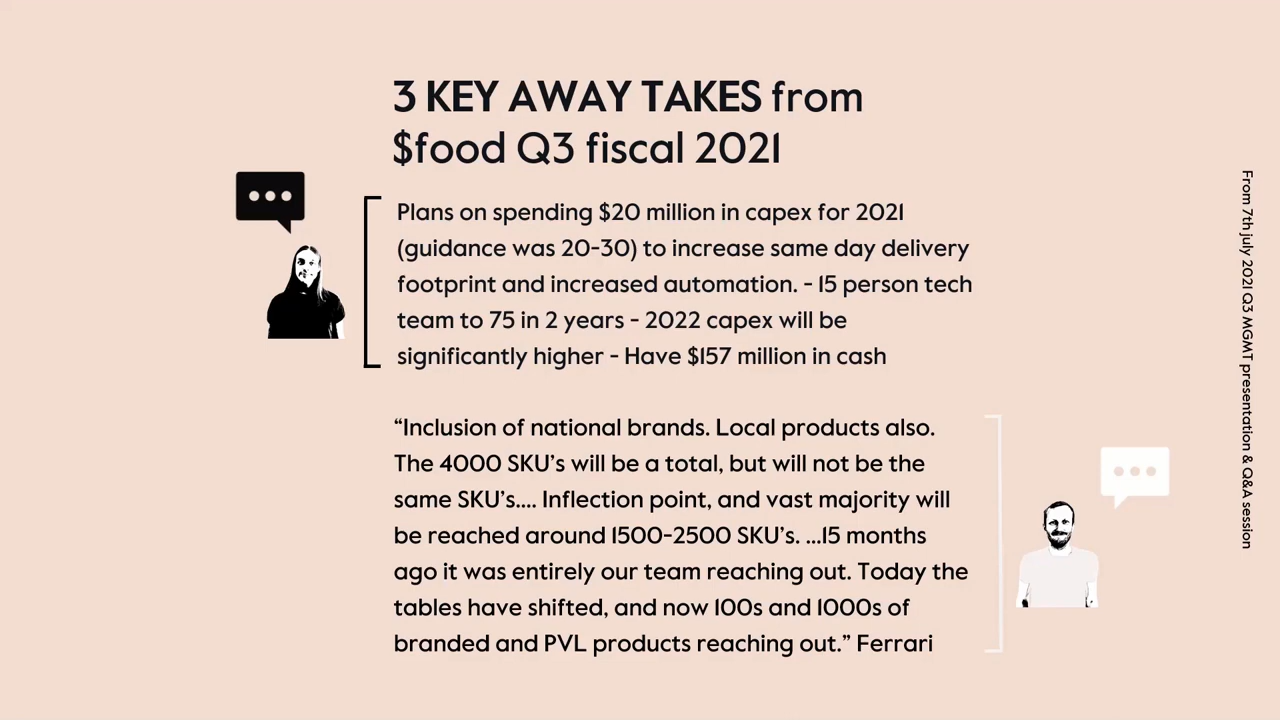 3 KEY AWAY TAKES from
$food Q3 fiscal 2021
Plans on spending $20 million in capex for 2021
(guidance was 20-30) to increase same day delivery
footprint and increased automation. - 15 person tech
team to 75 in 2 years - 2022 capex will be
significantly higher - Have $157 million in cash
“Inclusion of national brands. Local products also.
The 4000 SKU’s will be a total, but will not be the
same SKU’s.... Inflection point, and vast majority will
be reached around 1500-2500 SKU’s. ...15 months
ago it was entirely our team reaching out. Today the
tables have shifted, and now 100s and 1000s of
branded and PVL products reaching out.” Ferrari
From 7th july 2021 Q3 MGMT presentation & Q&A session